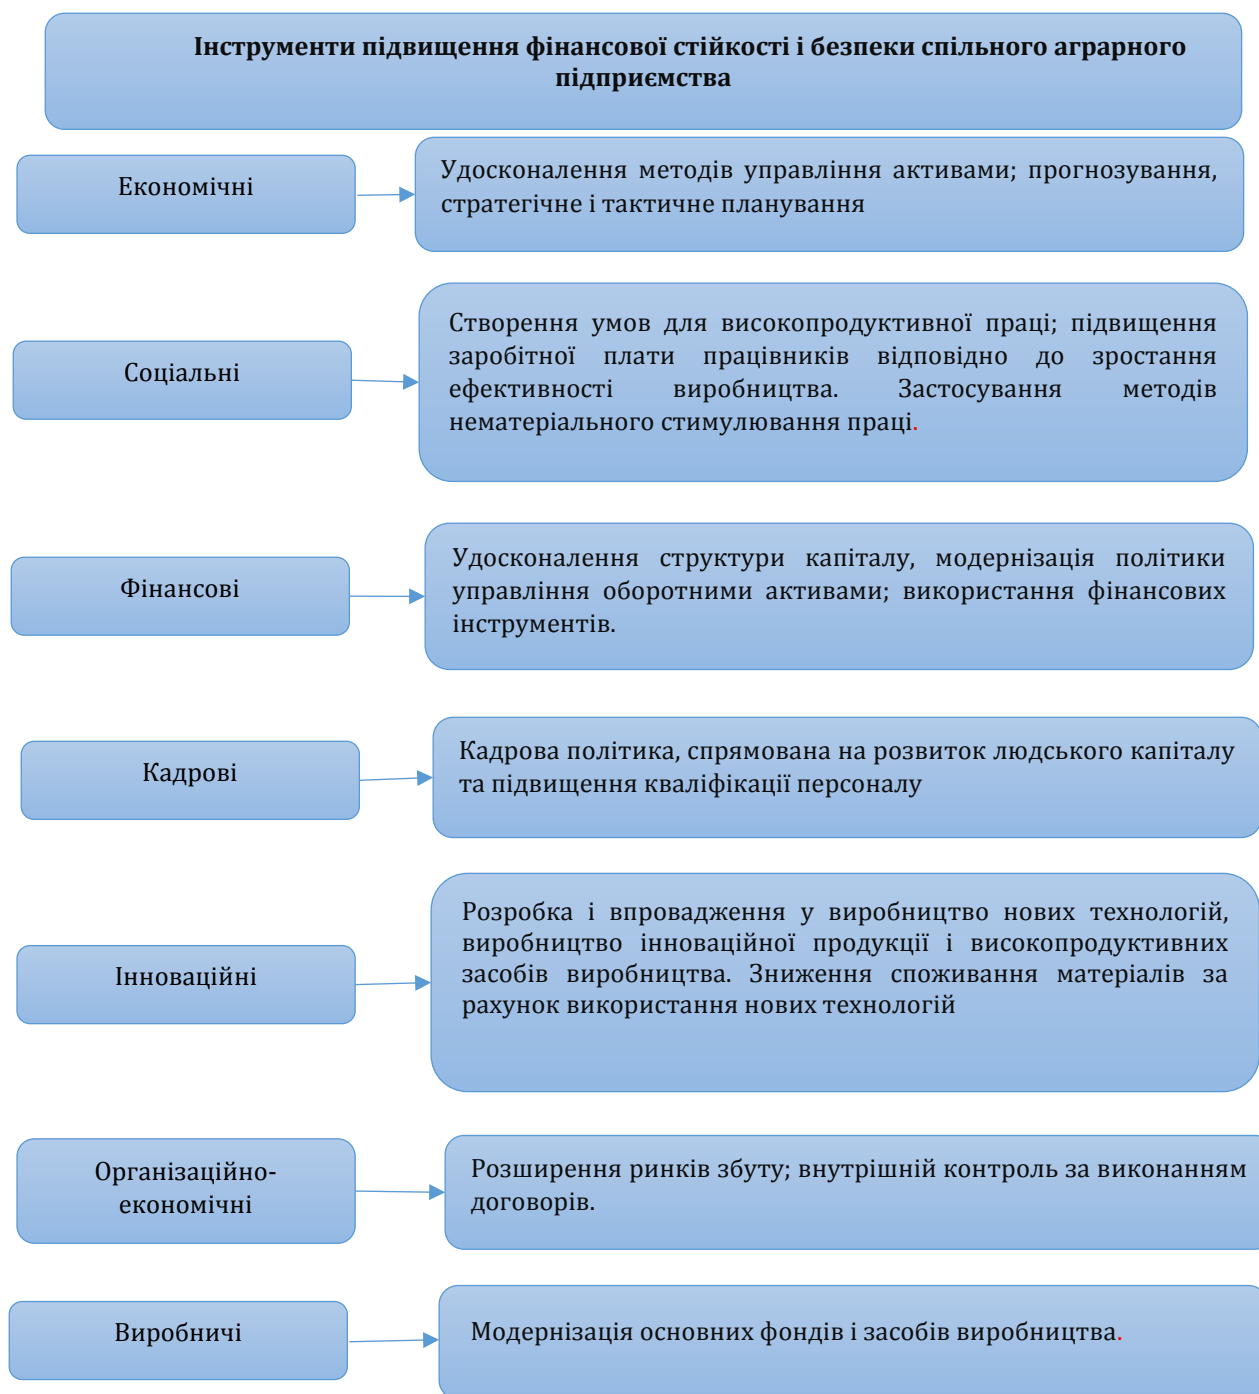 Інструменти підвищення фінансової стійкості і безпеки спільного аграрного
підприємства
Економічні
Удосконалення методів управління активами; прогнозування,
стратегічне і тактичне планування
Соціальні
Створення умов для високопродуктивної праці; підвищення
заробітної плати працівників відповідно до зростання
ефективності виробництва. Застосування методів
нематеріального стимулювання праці.
Фінансові
Удосконалення структури капіталу, модернізація політики
управління оборотними активами; використання фінансових
інструментів.
Кадрові
Кадрова політика, спрямована на розвиток людського капіталу
та підвищення кваліфікації персоналу
Інноваційні
Розробка і впровадження у виробництво нових технологій,
виробництво інноваційної продукції і високопродуктивних
засобів виробництва. Зниження споживання матеріалів за
рахунок використання нових технологій
Організаційно-
економічні
Розширення ринків збуту; внутрішній контроль за виконанням
договорів.
Виробничі
Модернізація основних фондів і засобів виробництва.